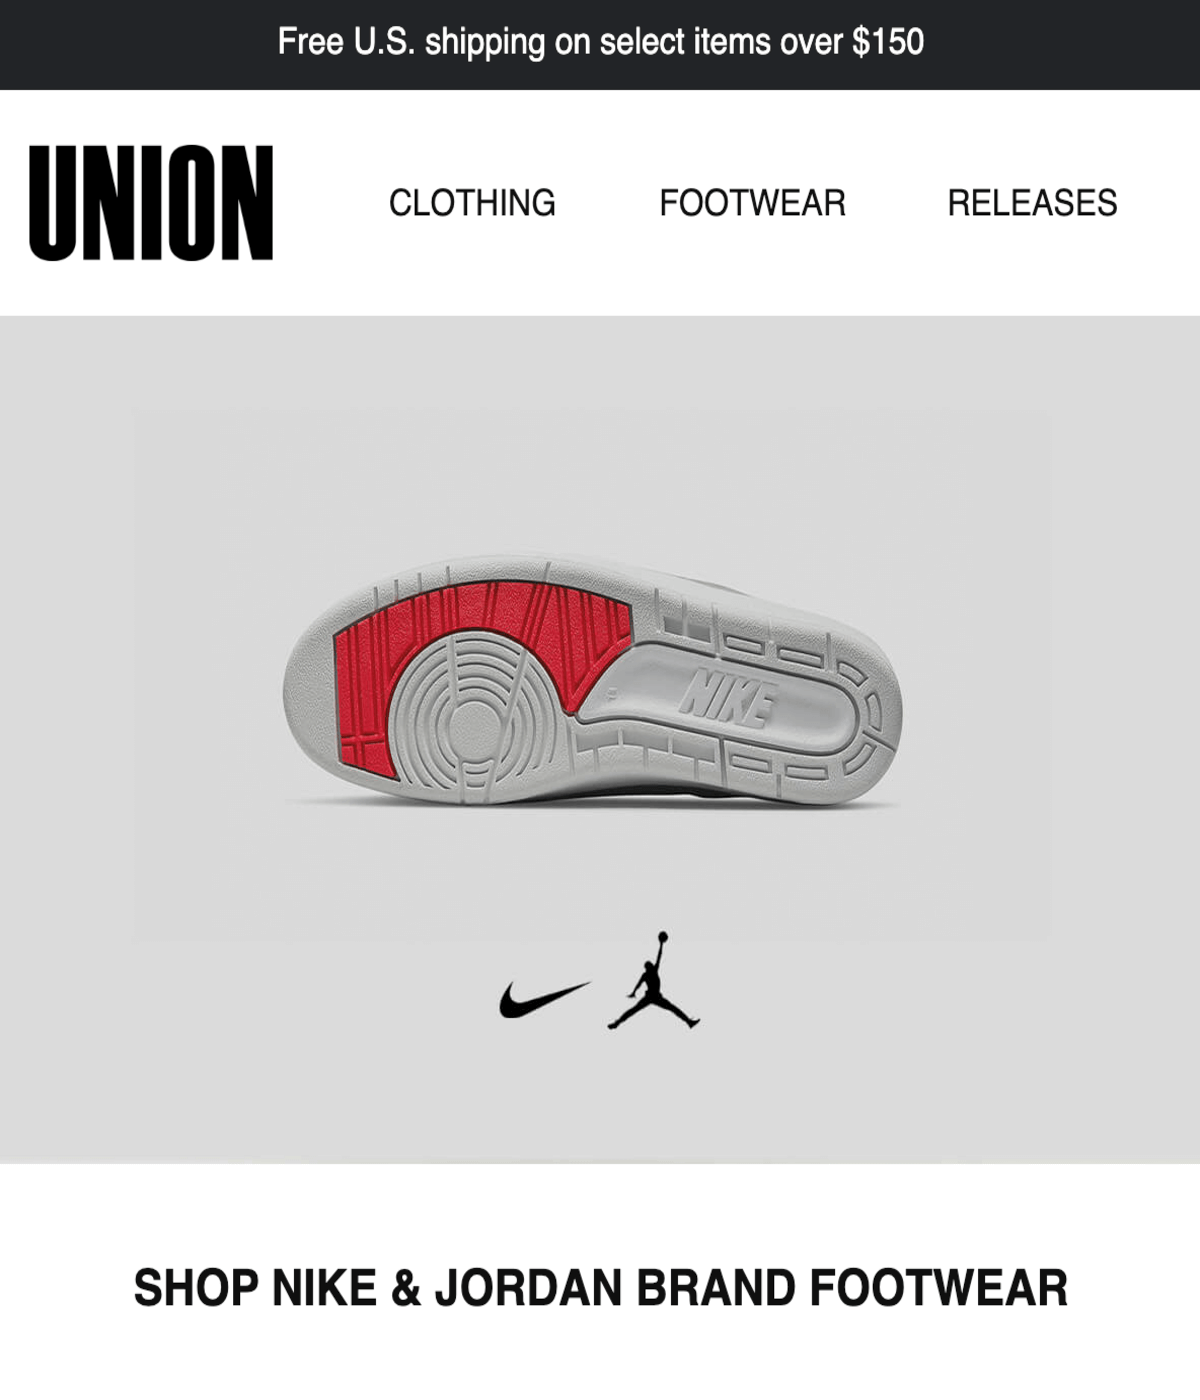 Free U.S. shipping on select items over $150
UNION
CLOTHING FOOTWEAR RELEASES
NIKE
SHOP NIKE & JORDAN BRAND FOOTWEAR